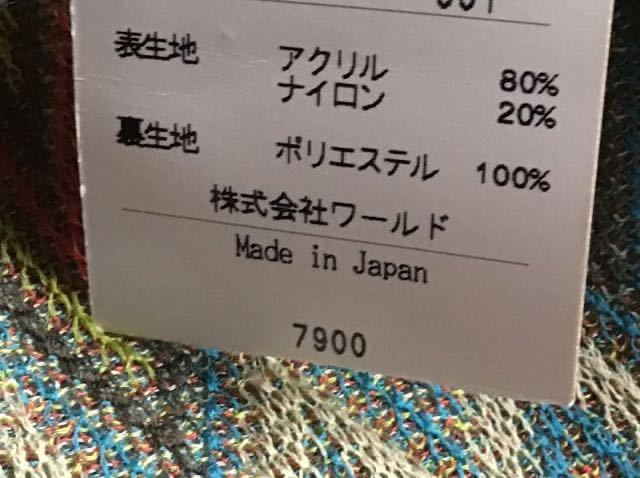 表生地 アクリル 80%
ナイロン 20%
裏生地 ポリエステル 100%
株式会社ワールド
Made in Japan
7900